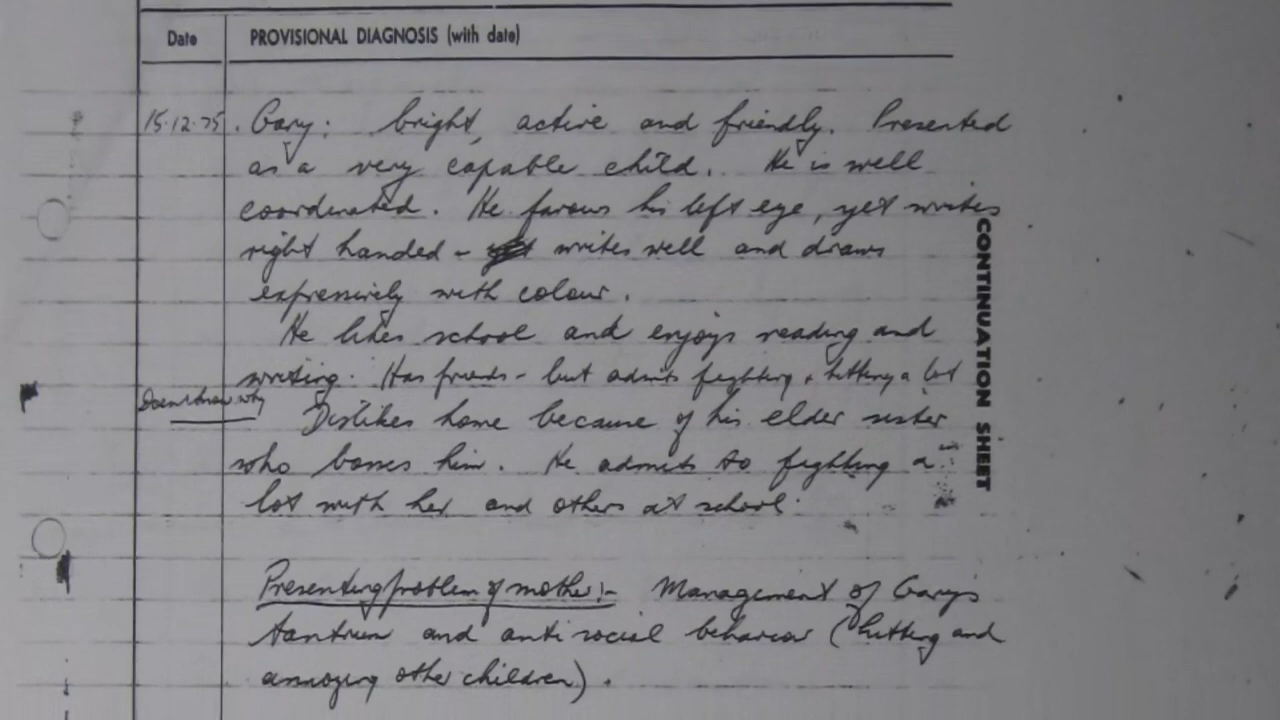 Date PROVISIONAL DIAGNOSIS (with date)
15.12.75. Gary: bright, active and friendly. Presented
as a very capable child. He is well
coordinated. He favours his left eye, yet writes
right handed - writes well and draws
expressively with colour.
He likes school and enjoys reading and
writing. Has friends - but admits fighting + hitting a lot
Doesn't know why
Dislikes home because of his elder sister
who bosses him. He admits to fighting a
lot with her and others at school.
Presenting problem of mother:- Management of Gary's
tantrum and anti social behaviour (hitting and
annoying other children).
CONTINUATION SHEET